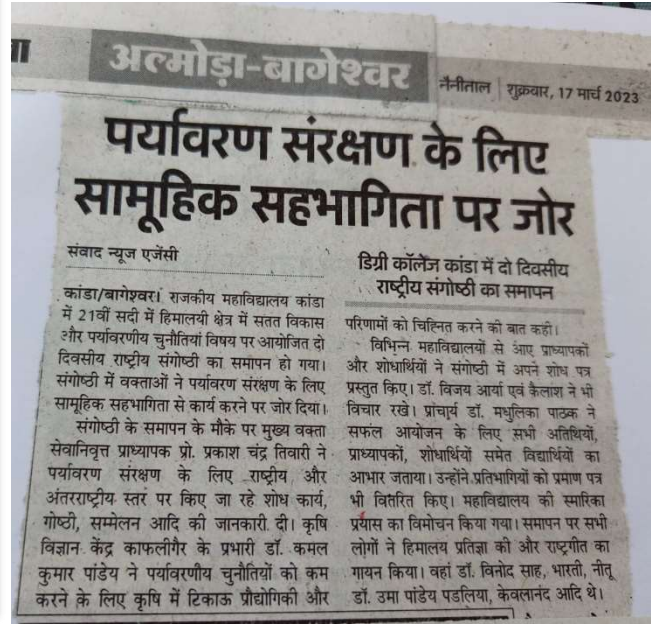 अल्मोड़ा-बागेश्वर
नैनीताल | शुक्रवार, 17 मार्च 2023
पर्यावरण संरक्षण के लिए
सामूहिक सहभागिता पर जोर
संवाद न्यूज एजेंसी
कांडा/बागेश्वर। राजकीय महाविद्यालय कांडा
में 21वीं सदी में हिमालयी क्षेत्र में सतत विकास
और पर्यावरणीय चुनौतियां विषय पर आयोजित दो
दिवसीय राष्ट्रीय संगोष्ठी का समापन हो गया।
संगोष्ठी में वक्ताओं ने पर्यावरण संरक्षण के लिए
सामूहिक सहभागिता से कार्य करने पर जोर दिया।
संगोष्ठी के समापन के मौके पर मुख्य वक्ता
सेवानिवृत्त प्राध्यापक प्रो. प्रकाश चंद्र तिवारी ने
पर्यावरण संरक्षण के लिए राष्ट्रीय और
अंतरराष्ट्रीय स्तर पर किए जा रहे शोध कार्य,
गोष्ठी, सम्मेलन आदि की जानकारी दी। कृषि
विज्ञान केंद्र काफलीगैर के प्रभारी डॉ. कमल
कुमार पांडेय ने पर्यावरणीय चुनौतियों को कम
करने के लिए कृषि में टिकाऊ प्रौद्योगिकी और
डिग्री कॉलेज कांडा में दो दिवसीय
राष्ट्रीय संगोष्ठी का समापन
परिणामों को चिह्नित करने की बात कही।
विभिन्न महाविद्यालयों से आए प्राध्यापकों
और शोधार्थियों ने संगोष्ठी में अपने शोध पत्र
प्रस्तुत किए। डॉ. विजय आर्या एवं कैलाश ने भी
विचार रखे। प्रांचार्य डॉ. मधुलिका पाठक ने
सफल आयोजन के लिए सभी अतिथियों,
प्राध्यापकों, शोधार्थियों समेत विद्यार्थियों का
आभार जताया। उन्होंने प्रतिभागियों को प्रमाण पत्र
भी वितरित किए। महाविद्यालय की स्मारिका
प्रयास का विमोचन किया गया। समापन पर सभी
लोगों ने हिमालय प्रतिज्ञा की और राष्ट्रगीत का
गायन किया। वहां डॉ. विनोद साह, भारती, नीतू
डॉ. उमा पांडेय पडलिया, केवलानंद आदि थे।